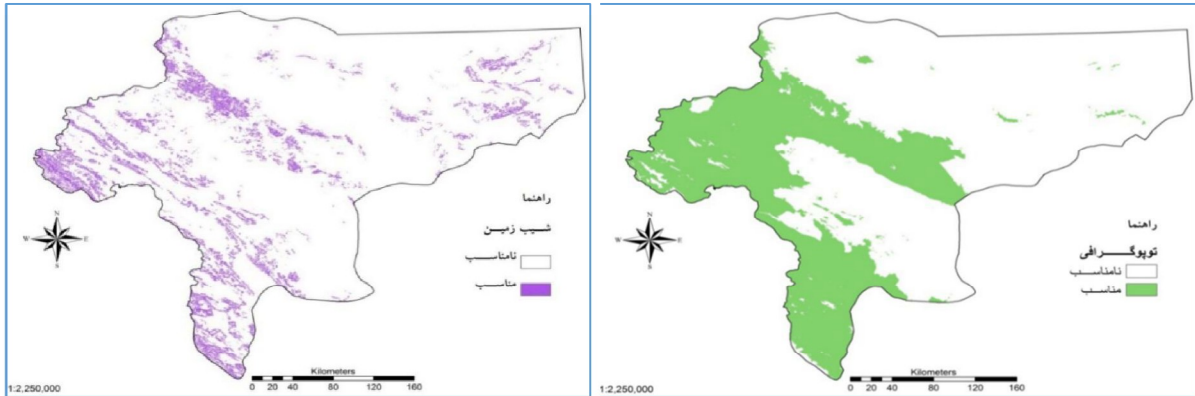 N
W E
S
راهنما
شیب زمین
نامناسب
مناسب
Kilometers
0 20 40 80 120 160
1:2,250,000
N
W E
S
راهنما
توپوگرافی
نامناسب
مناسب
Kilometers
0 20 40 80 120 160
1:2,250,000